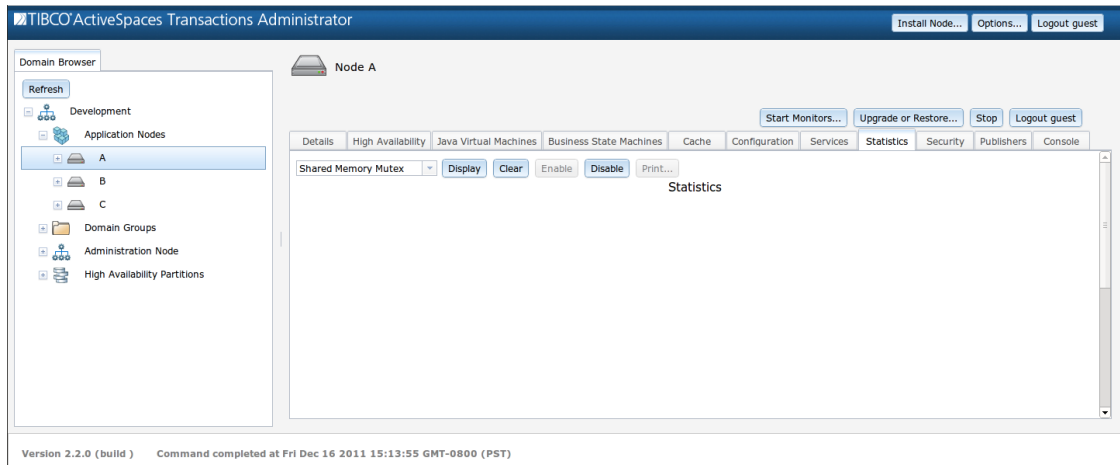 TIBCO® ActiveSpaces Transactions Administrator
Install Node... Options... Logout guest
Domain Browser
Node A
Refresh
Development
Start Monitors... Upgrade or Restore... Stop Logout guest
Application Nodes
Details High Availability Java Virtual Machines Business State Machines Cache Configuration Services Statistics Security Publishers Console
A
Shared Memory Mutex Display Clear Enable Disable Print...
B
Statistics
C
Domain Groups
Administration Node
High Availability Partitions
Version 2.2.0 (build ) Command completed at Fri Dec 16 2011 15:13:55 GMT-0800 (PST)